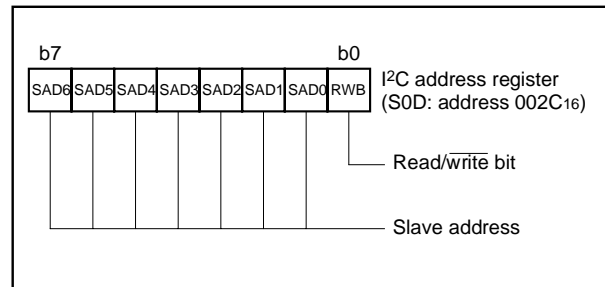 b7 b0
SAD6 SAD5 SAD4 SAD3 SAD2 SAD1 SAD0 RWB
I²C address register
(S0D: address 002C₁₆)
Read/write bit
Slave address